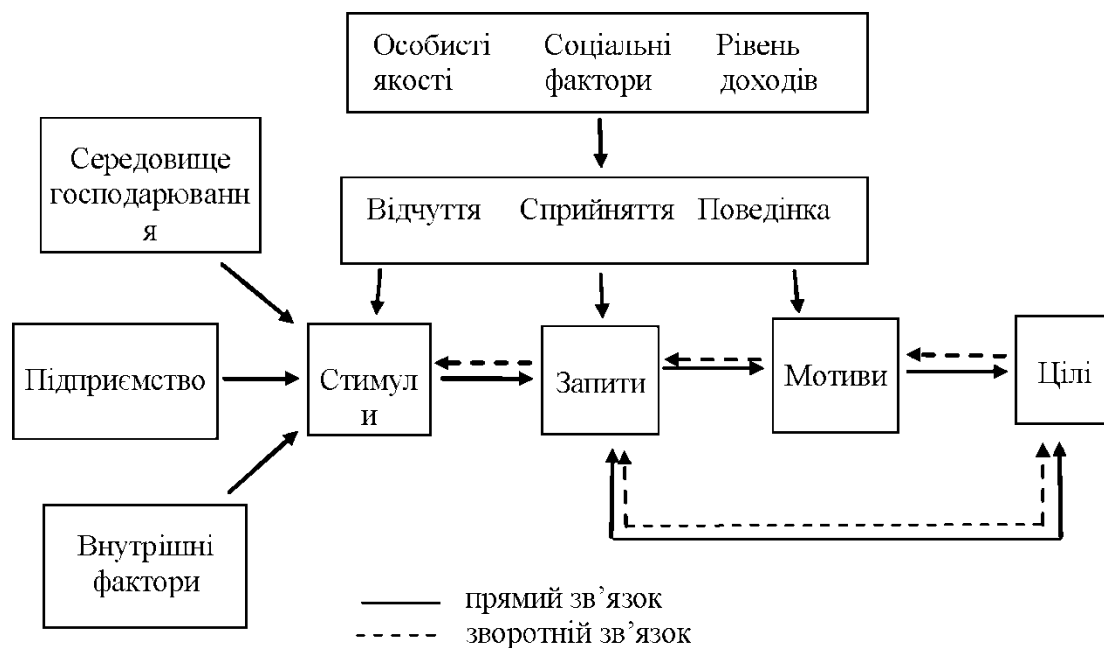 Особисті якості
Соціальні фактори
Рівень доходів
Середовище
господарюванн
я
Відчуття Сприйняття Поведінка
Підприємство
Стимул
и
Запити
Мотиви
Цілі
Внутрішні
фактори
прямий зв’язок
зворотній зв’язок